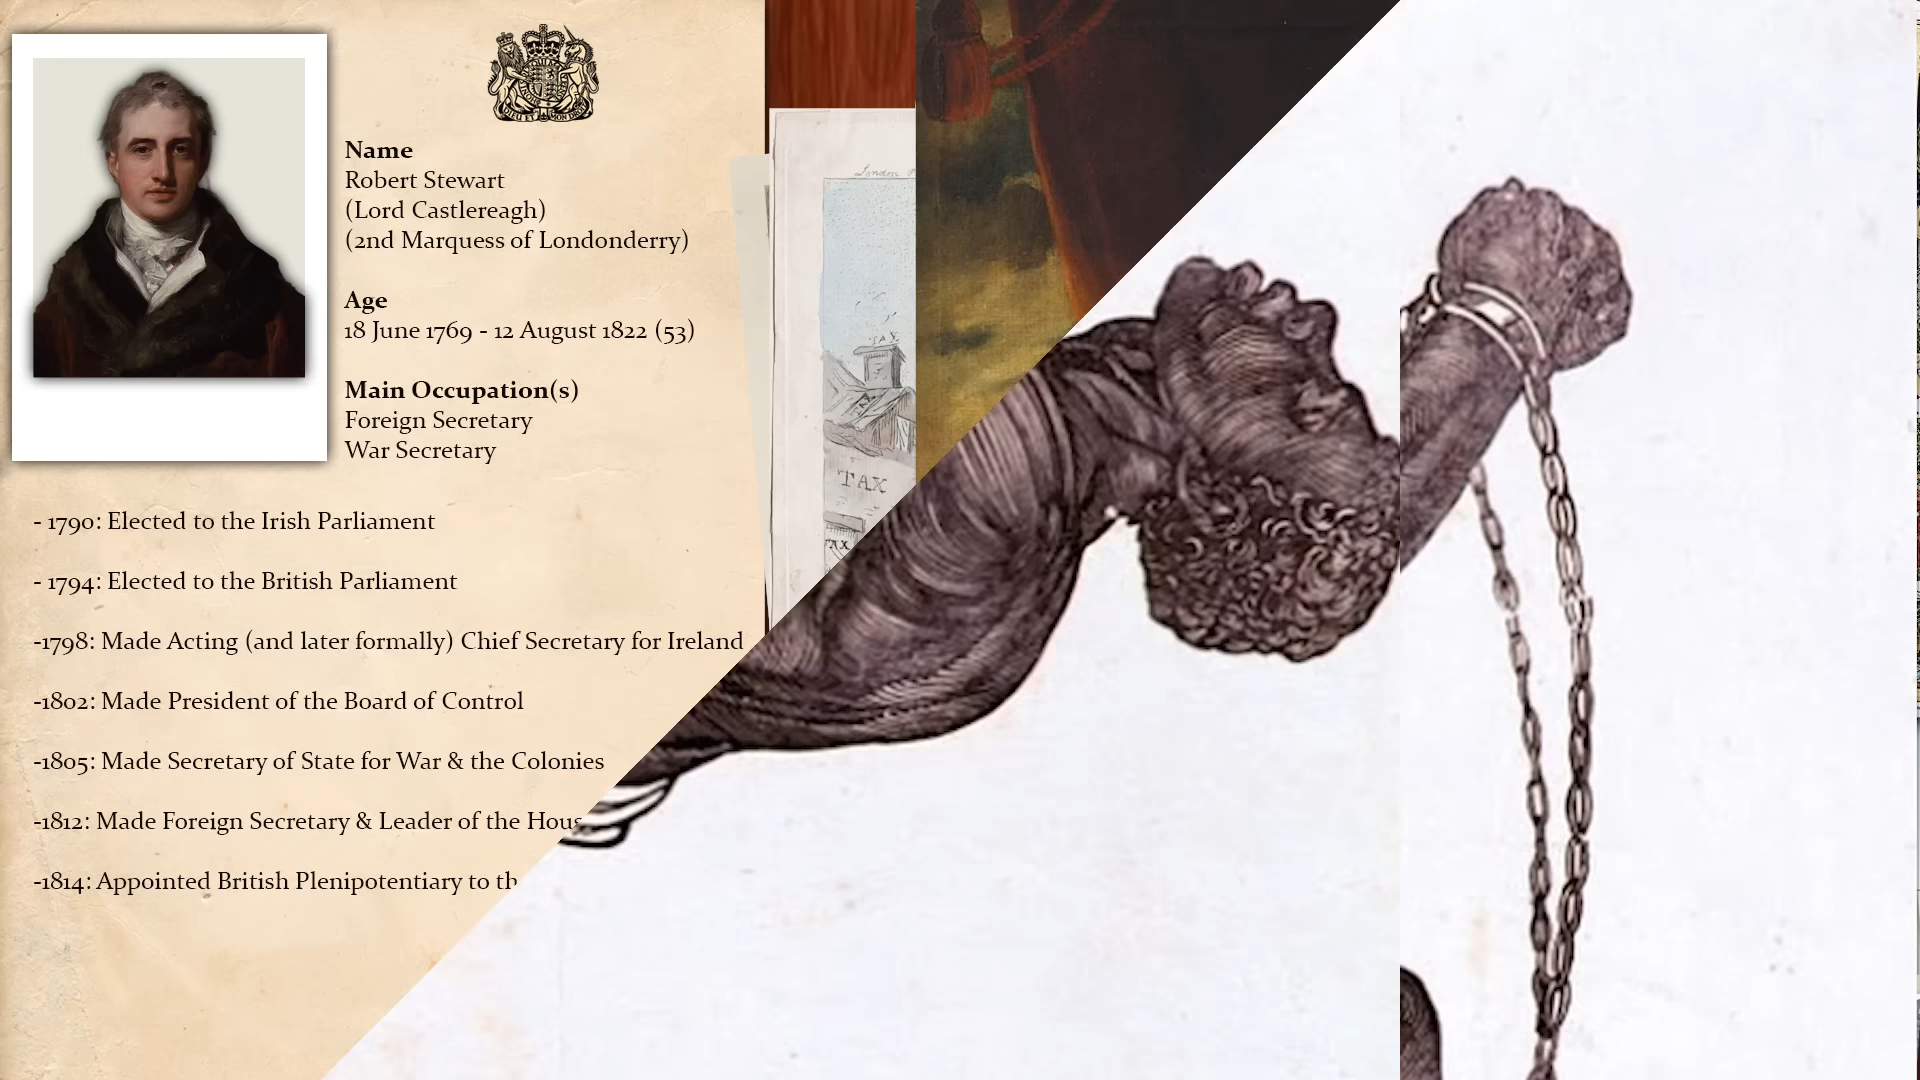 Name
Robert Stewart
(Lord Castlereagh)
(2nd Marquess of Londonderry)
Age
18 June 1769 - 12 August 1822 (53)
Main Occupation(s)
Foreign Secretary
War Secretary
- 1790: Elected to the Irish Parliament
- 1794: Elected to the British Parliament
-1798: Made Acting (and later formally) Chief Secretary for Ireland
-1802: Made President of the Board of Control
-1805: Made Secretary of State for War & the Colonies
-1812: Made Foreign Secretary & Leader of the Hous
-1814: Appointed British Plenipotentiary to th
London
TAX
TAX